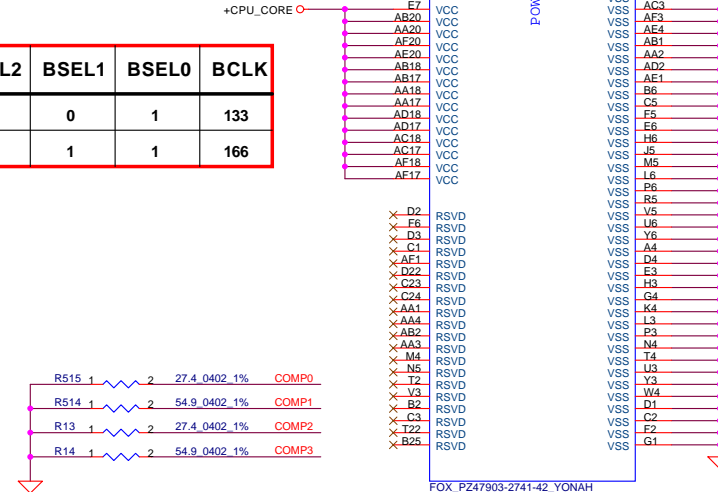 +CPU_CORE
L2 BSEL1 BSEL0 BCLK
0 1 133
1 1 166
E7 VCC
AB20 VCC
AA20 VCC
AF20 VCC
AE20 VCC
AB18 VCC
AB17 VCC
AA18 VCC
AA17 VCC
AD18 VCC
AD17 VCC
AC18 VCC
AC17 VCC
AF18 VCC
AF17 VCC
D2 RSVD
F6 RSVD
D3 RSVD
C1 RSVD
AF1 RSVD
D22 RSVD
C23 RSVD
C24 RSVD
AA1 RSVD
AA4 RSVD
AB2 RSVD
AA3 RSVD
M4 RSVD
N5 RSVD
T2 RSVD
V3 RSVD
B2 RSVD
C3 RSVD
T22 RSVD
B25 RSVD
POW
VSS AC3
VSS AF3
VSS AE4
VSS AB1
VSS AA2
VSS AD2
VSS AE1
VSS B6
VSS C5
VSS F5
VSS E6
VSS H6
VSS J5
VSS M5
VSS L6
VSS P6
VSS R5
VSS V5
VSS U6
VSS Y6
VSS A4
VSS D4
VSS E3
VSS H3
VSS G4
VSS K4
VSS L3
VSS P3
VSS N4
VSS T4
VSS U3
VSS Y3
VSS W4
VSS D1
VSS C2
VSS F2
VSS G1
R515 1 2 27.4_0402_1% COMP0
R514 1 2 54.9_0402_1% COMP1
R13 1 2 27.4_0402_1% COMP2
R14 1 2 54.9_0402_1% COMP3
FOX_PZ47903-2741-42_YONAH